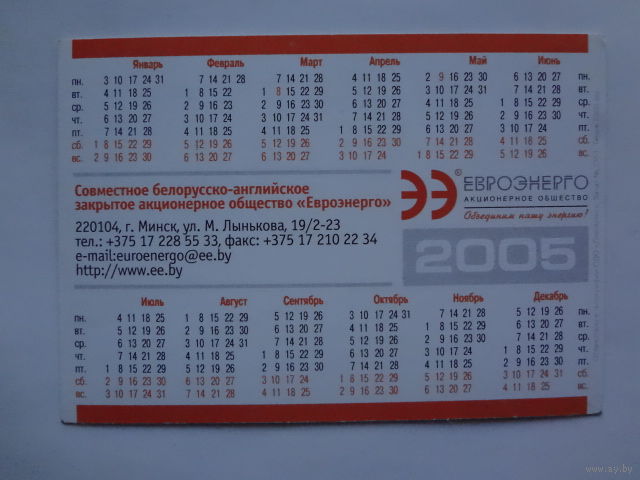 Январь Февраль Март Апрель Май Июнь
пн. 3 10 17 24 31 7 14 21 28 7 14 21 28 4 11 18 25 2 9 16 23 30 6 13 20 27 пн.
вт. 4 11 18 25 1 8 15 22 1 8 15 22 29 5 12 19 26 3 10 17 24 31 7 14 21 28 вт.
ср. 5 12 19 26 2 9 16 23 2 9 16 23 30 6 13 20 27 4 11 18 25 1 8 15 22 29 ср.
чт. 6 13 20 27 3 10 17 24 3 10 17 24 31 7 14 21 28 5 12 19 26 2 9 16 23 30 чт.
пт. 7 14 21 28 4 11 18 25 4 11 18 25 1 8 15 22 29 6 13 20 27 3 10 17 24 пт.
сб. 1 8 15 22 29 5 12 19 26 5 12 19 26 2 9 16 23 30 7 14 21 28 4 11 18 25 сб.
вс. 2 9 16 23 30 6 13 20 27 6 13 20 27 3 10 17 24 1 8 15 22 29 5 12 19 26 вс.
Совместное белорусско-английское
закрытое акционерное общество «Евроэнерго»
220104, г. Минск, ул. М. Лынькова, 19/2-23
тел.: +375 17 228 55 33, факс: +375 17 210 22 34
e-mail:euroenergo@ee.by
http://www.ee.by
ЭЭ® ЕВРОЭНЕРГО
АКЦИОНЕРНОЕ ОБЩЕСТВО
Объединим нашу энергию!
2005
Июль Август Сентябрь Октябрь Ноябрь Декабрь
пн. 4 11 18 25 1 8 15 22 29 5 12 19 26 3 10 17 24 31 7 14 21 28 5 12 19 26 пн.
вт. 5 12 19 26 2 9 16 23 30 6 13 20 27 4 11 18 25 1 8 15 22 29 6 13 20 27 вт.
ср. 6 13 20 27 3 10 17 24 31 7 14 21 28 5 12 19 26 2 9 16 23 30 7 14 21 28 ср.
чт. 7 14 21 28 4 11 18 25 1 8 15 22 29 6 13 20 27 3 10 17 24 1 8 15 22 29 чт.
пт. 1 8 15 22 29 5 12 19 26 2 9 16 23 30 7 14 21 28 4 11 18 25 2 9 16 23 30 пт.
сб. 2 9 16 23 30 6 13 20 27 3 10 17 24 1 8 15 22 29 5 12 19 26 3 10 17 24 31 сб.
вс. 3 10 17 24 31 7 14 21 28 4 11 18 25 2 9 16 23 30 6 13 20 27 4 11 18 25 вс.
www.ay.by